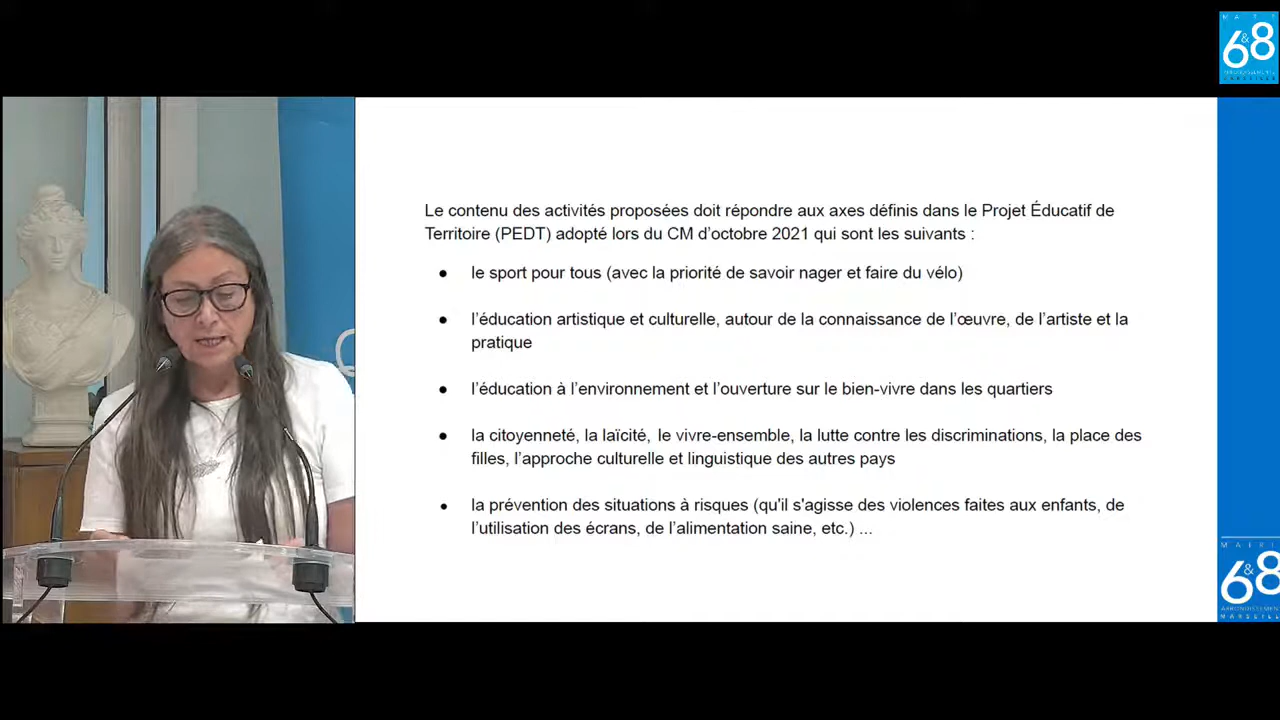 MAIRI
6&8
ARRONDISSEMENTS
MARSEILLE
Le contenu des activités proposées doit répondre aux axes définis dans le Projet Éducatif de
Territoire (PEDT) adopté lors du CM d'octobre 2021 qui sont les suivants :
● le sport pour tous (avec la priorité de savoir nager et faire du vélo)
● l'éducation artistique et culturelle, autour de la connaissance de l'œuvre, de l'artiste et la
pratique
● l'éducation à l'environnement et l'ouverture sur le bien-vivre dans les quartiers
● la citoyenneté, la laïcité, le vivre-ensemble, la lutte contre les discriminations, la place des
filles, l'approche culturelle et linguistique des autres pays
● la prévention des situations à risques (qu'il s'agisse des violences faites aux enfants, de
l'utilisation des écrans, de l'alimentation saine, etc.) ...
MAIRI
6&8
ARRONDISSEMEN
MARSEILL